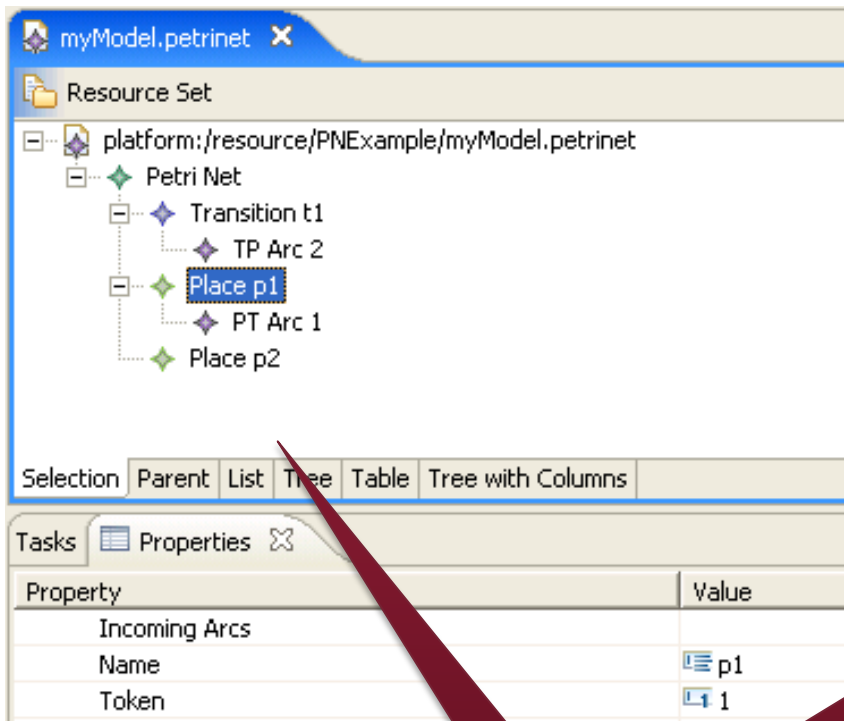 myModel.petrinet
Resource Set
platform:/resource/PNExample/myModel.petrinet
Petri Net
Transition t1
TP Arc 2
Place p1
PT Arc 1
Place p2
Selection Parent List Tree Table Tree with Columns
Tasks Properties
Property Value
Incoming Arcs
Name p1
Token 1